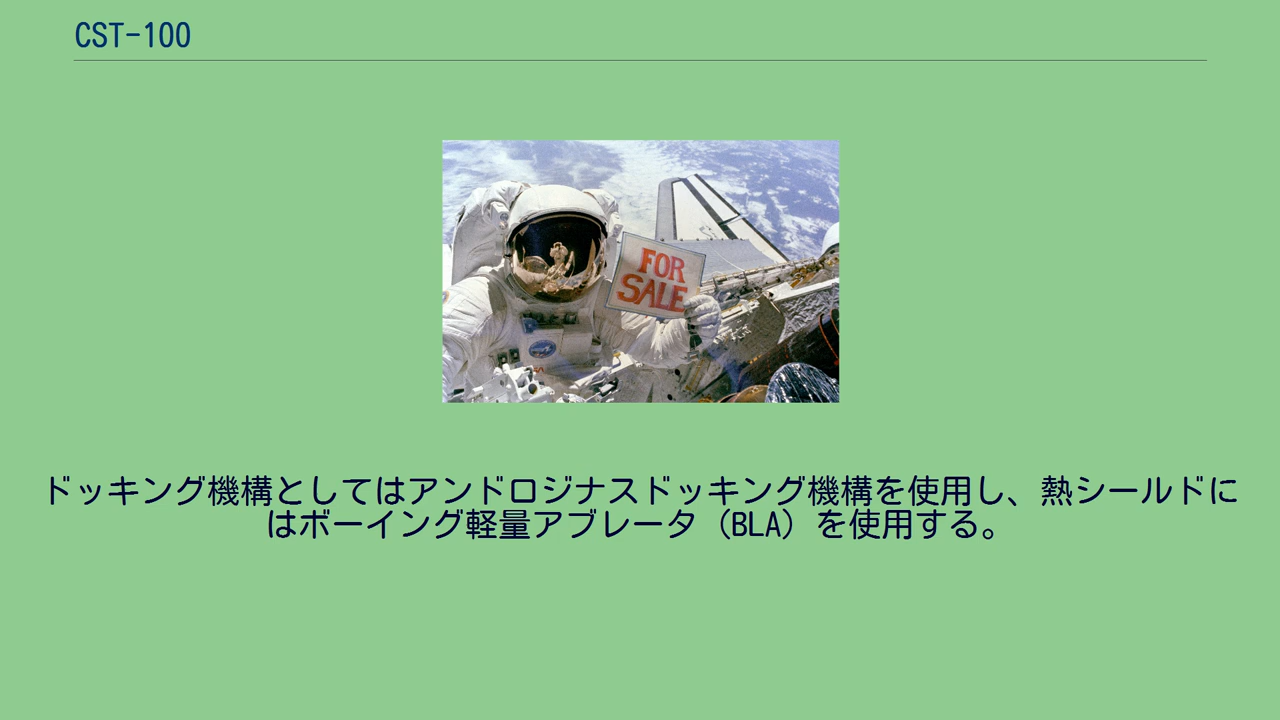 CST-100
FOR
SALE
ドッキング機構としてはアンドロジナスドッキング機構を使用し、熱シールドに
はボーイング軽量アブレータ（BLA）を使用する。